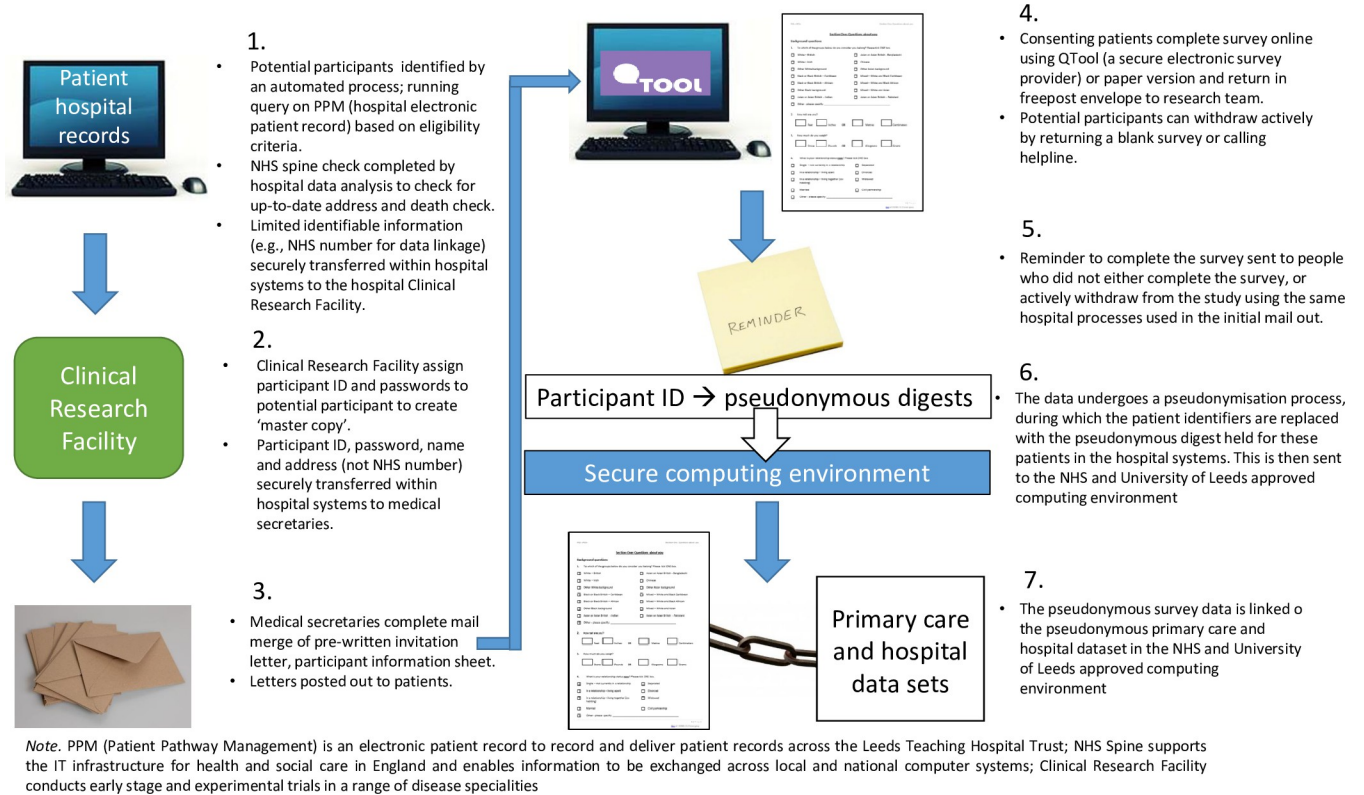 Patient
hospital
records
1.
• Potential participants identified by
an automated process; running
query on PPM (hospital electronic
patient record) based on eligibility
criteria.
• NHS spine check completed by
hospital data analysis to check for
up-to-date address and death check.
• Limited identifiable information
(e.g., NHS number for data linkage)
securely transferred within hospital
systems to the hospital Clinical
Research Facility.
Clinical
Research
Facility
2.
• Clinical Research Facility assign
participant ID and passwords to
potential participant to create
‘master copy’.
• Participant ID, password, name
and address (not NHS number)
securely transferred within
hospital systems to medical
secretaries.
3.
• Medical secretaries complete mail
merge of pre-written invitation
letter, participant information sheet.
• Letters posted out to patients.
QTOOL
4.
• Consenting patients complete survey online
using QTool (a secure electronic survey
provider) or paper version and return in
freepost envelope to research team.
• Potential participants can withdraw actively
by returning a blank survey or calling
helpline.
REMINDER
5.
• Reminder to complete the survey sent to people
who did not either complete the survey, or
actively withdraw from the study using the same
hospital processes used in the initial mail out.
Participant ID → pseudonymous digests
Secure computing environment
6.
• The data undergoes a pseudonymisation process,
during which the patient identifiers are replaced
with the pseudonymous digest held for these
patients in the hospital systems. This is then sent
to the NHS and University of Leeds approved
computing environment
Primary care
and hospital
data sets
7.
• The pseudonymous survey data is linked o
the pseudonymous primary care and
hospital dataset in the NHS and University
of Leeds approved computing
environment
Note. PPM (Patient Pathway Management) is an electronic patient record to record and deliver patient records across the Leeds Teaching Hospital Trust; NHS Spine supports
the IT infrastructure for health and social care in England and enables information to be exchanged across local and national computer systems; Clinical Research Facility
conducts early stage and experimental trials in a range of disease specialities